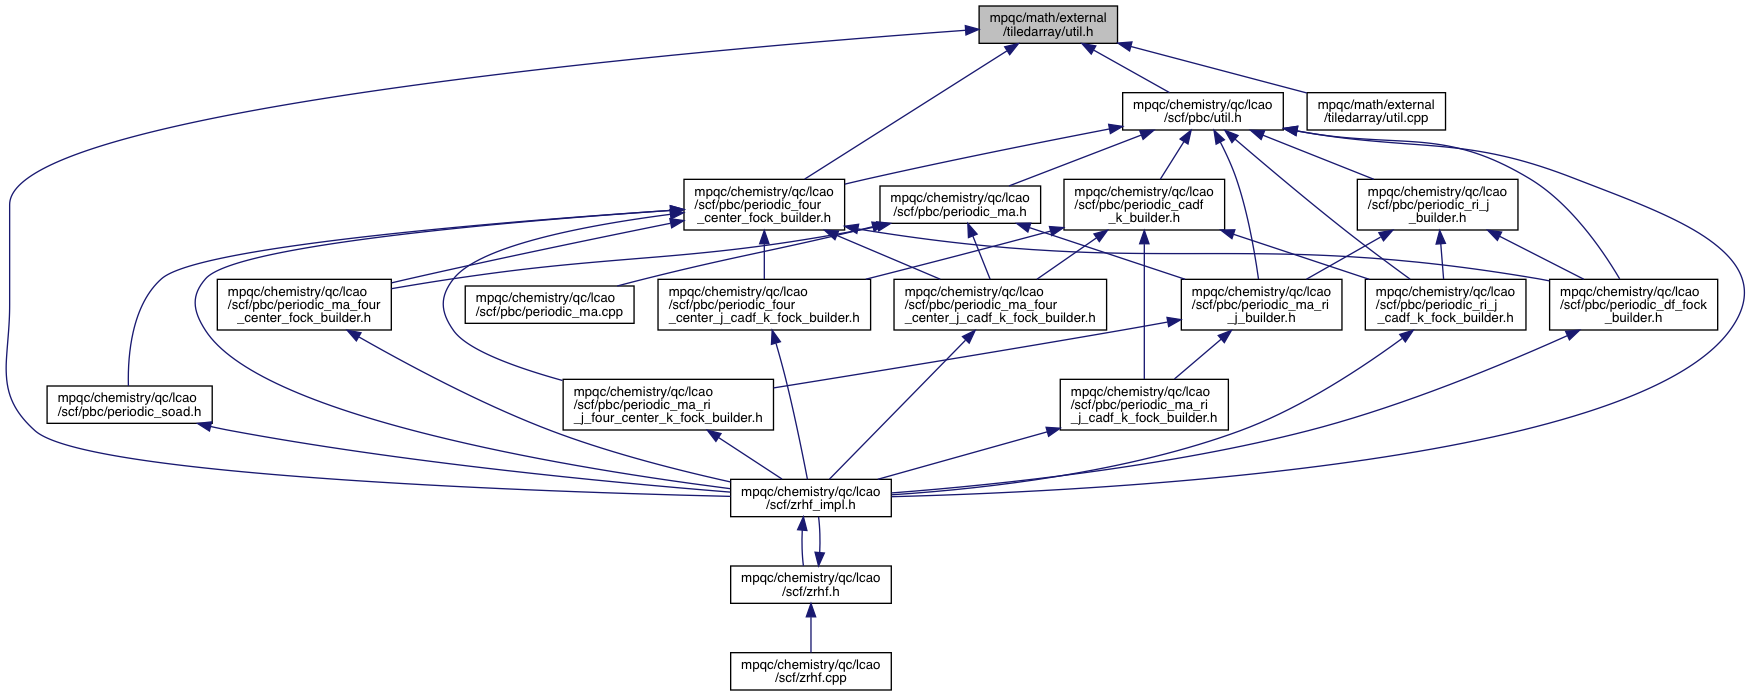 mpqc/math/external
/tiledarray/util.h
mpqc/chemistry/qc/lcao
/scf/pbc/util.h
mpqc/math/external
/tiledarray/util.cpp
mpqc/chemistry/qc/lcao
/scf/pbc/periodic_four
_center_fock_builder.h
mpqc/chemistry/qc/lcao
/scf/pbc/periodic_ma.h
mpqc/chemistry/qc/lcao
/scf/pbc/periodic_cadf
_k_builder.h
mpqc/chemistry/qc/lcao
/scf/pbc/periodic_ri_j
_builder.h
mpqc/chemistry/qc/lcao
/scf/pbc/periodic_ma_four
_center_fock_builder.h
mpqc/chemistry/qc/lcao
/scf/pbc/periodic_ma.cpp
mpqc/chemistry/qc/lcao
/scf/pbc/periodic_four
_center_j_cadf_k_fock_builder.h
mpqc/chemistry/qc/lcao
/scf/pbc/periodic_ma_four
_center_j_cadf_k_fock_builder.h
mpqc/chemistry/qc/lcao
/scf/pbc/periodic_ma_ri
_j_builder.h
mpqc/chemistry/qc/lcao
/scf/pbc/periodic_ri_j
_cadf_k_fock_builder.h
mpqc/chemistry/qc/lcao
/scf/pbc/periodic_df_fock
_builder.h
mpqc/chemistry/qc/lcao
/scf/pbc/periodic_soad.h
mpqc/chemistry/qc/lcao
/scf/pbc/periodic_ma_ri
_j_four_center_k_fock_builder.h
mpqc/chemistry/qc/lcao
/scf/pbc/periodic_ma_ri
_j_cadf_k_fock_builder.h
mpqc/chemistry/qc/lcao
/scf/zrhf_impl.h
mpqc/chemistry/qc/lcao
/scf/zrhf.h
mpqc/chemistry/qc/lcao
/scf/zrhf.cpp